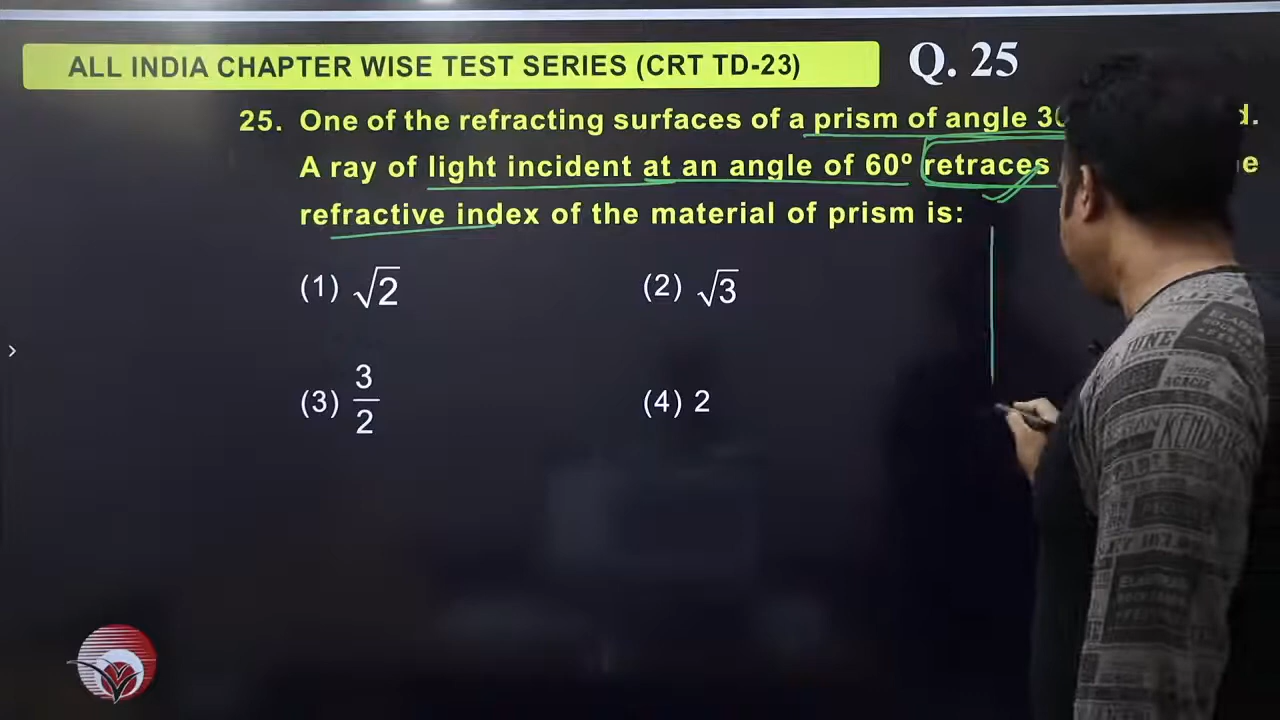 ALL INDIA CHAPTER WISE TEST SERIES (CRT TD-23)
Q. 25
25. One of the refracting surfaces of a prism of angle 30 d.
A ray of light incident at an angle of 60º retraces e
refractive index of the material of prism is:
(1) √2 (2) √3
(3) 3/2 (4) 2